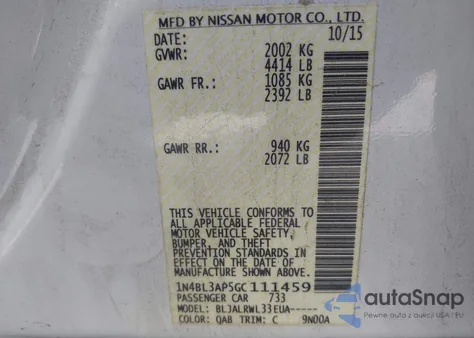 MFD BY NISSAN MOTOR CO., LTD.
DATE: 10/15
GVWR: 2002 KG
4414 LB
GAWR FR.: 1085 KG
2392 LB
GAWR RR.: 940 KG
2072 LB
THIS VEHICLE CONFORMS TO
ALL APPLICABLE FEDERAL
MOTOR VEHICLE SAFETY,
BUMPER, AND THEFT
PREVENTION STANDARDS IN
EFFECT ON THE DATE OF
MANUFACTURE SHOWN ABOVE.
1N4BL3AP5GC111459
PASSENGER CAR 733
MODEL: BLJALRWL33EUA-----
COLOR: QAB TRIM: C 9N00A
autoSnap
Pewne auta z aukcji USA i EU